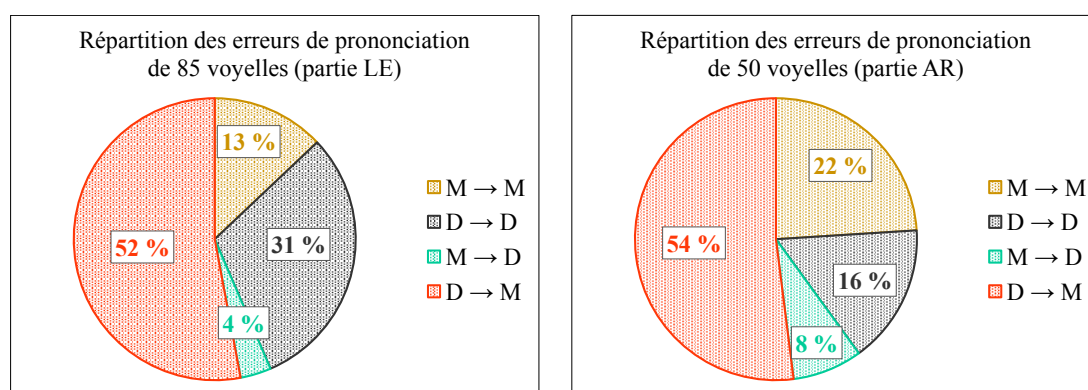 Répartition des erreurs de prononciation
de 85 voyelles (partie LE)
13 %
31 %
4 %
52 %
M → M
D → D
M → D
D → M
Répartition des erreurs de prononciation
de 50 voyelles (partie AR)
22 %
16 %
8 %
54 %
M → M
D → D
M → D
D → M